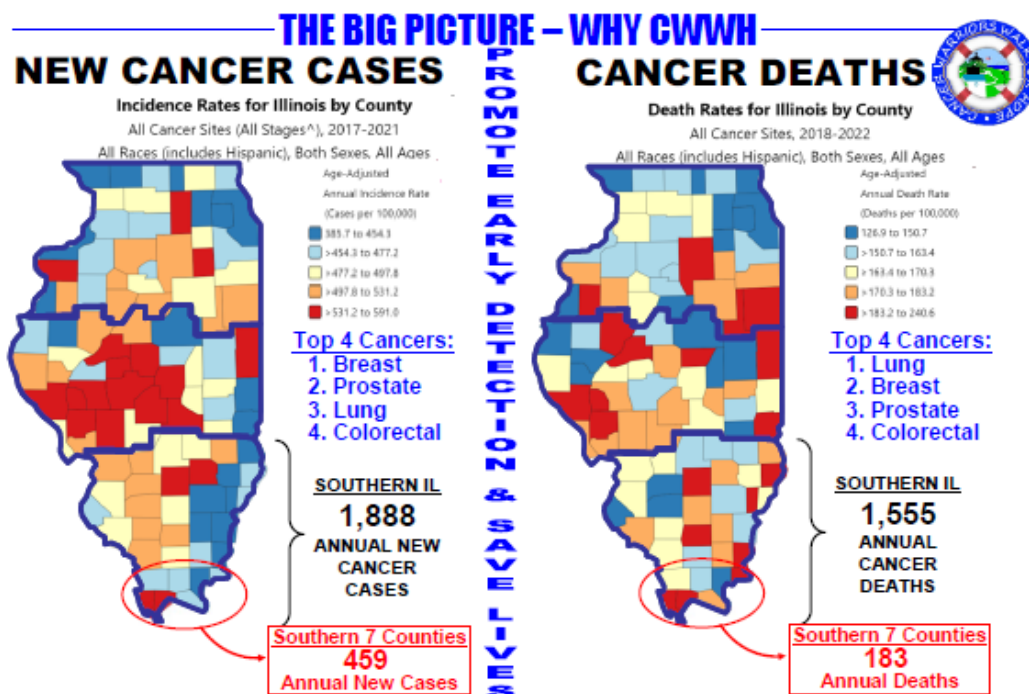 THE BIG PICTURE – WHY CWWH
NEW CANCER CASES
Incidence Rates for Illinois by County
All Cancer Sites (All Stages^), 2017-2021
All Races (includes Hispanic), Both Sexes, All Ages
Age-Adjusted
Annual Incidence Rate
(Cases per 100,000)
385.7 to 454.3
>454.3 to 477.2
>477.2 to 497.8
>497.8 to 531.2
>531.2 to 591.0
Top 4 Cancers:
1. Breast
2. Prostate
3. Lung
4. Colorectal
SOUTHERN IL
1,888
ANNUAL NEW
CANCER
CASES
Southern 7 Counties
459
Annual New Cases
PROMOTE EARLY DETECTION & SAVE LIVES
CANCER DEATHS
CANCER WARRIORS WALL HOPE
Death Rates for Illinois by County
All Cancer Sites, 2018-2022
All Races (includes Hispanic), Both Sexes, All Ages
Age-Adjusted
Annual Death Rate
(Deaths per 100,000)
126.9 to 150.7
>150.7 to 163.4
>163.4 to 170.3
>170.3 to 183.2
>183.2 to 240.6
Top 4 Cancers:
1. Lung
2. Breast
3. Prostate
4. Colorectal
SOUTHERN IL
1,555
ANNUAL
CANCER
DEATHS
Southern 7 Counties
183
Annual Deaths